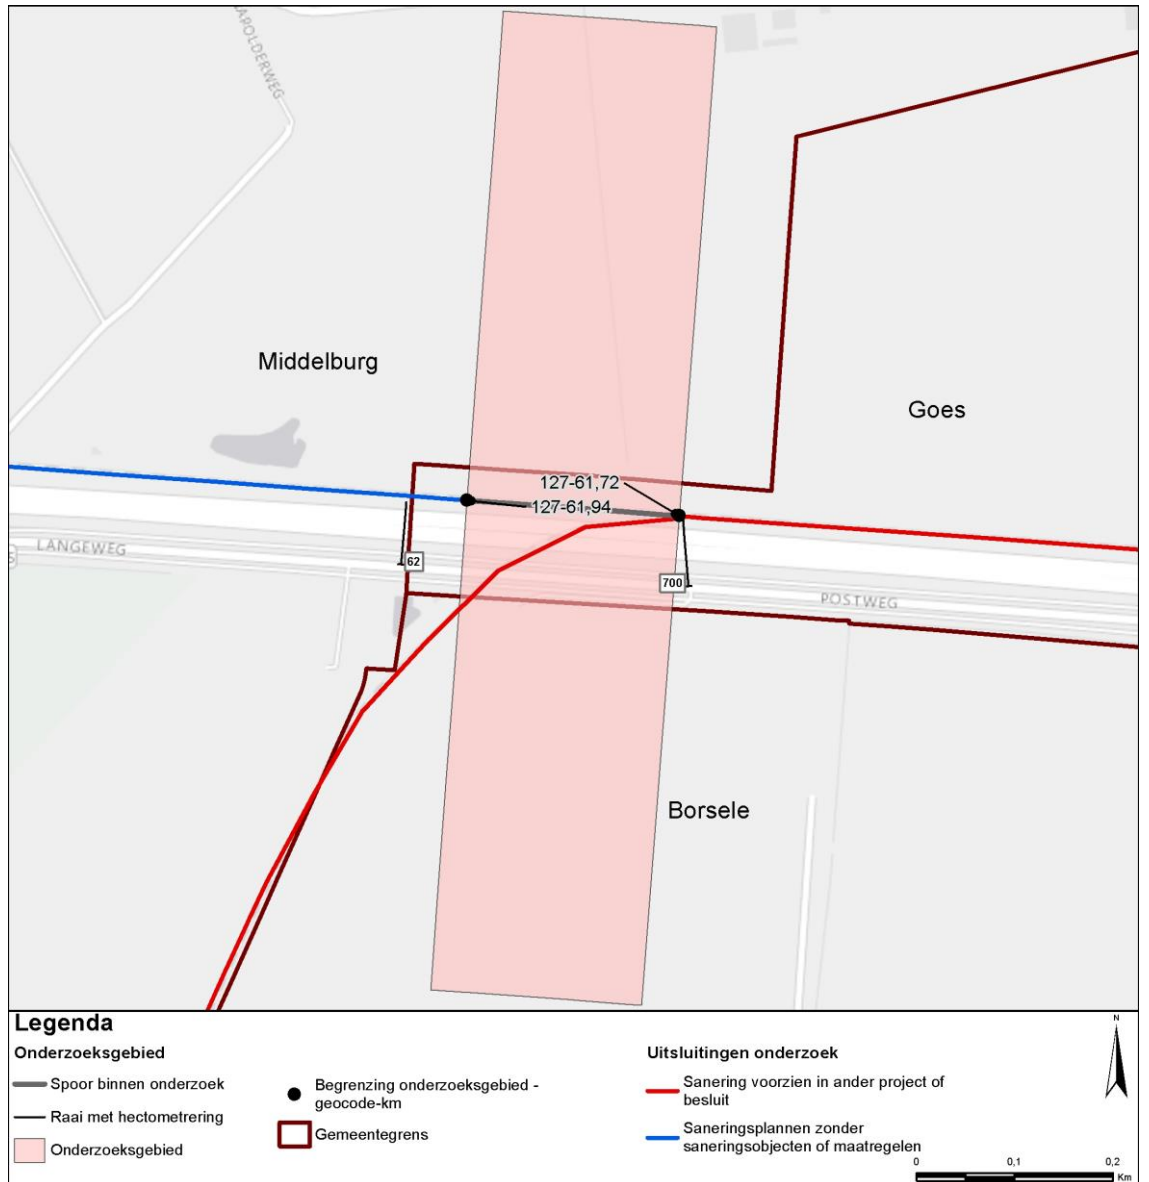 AROLDERWEG
Middelburg
Goes
127-61,72
127-61,94
LANGEWEG
62
700
POSTWEG
Borsele
Legenda
Onderzoeksgebied
Spoor binnen onderzoek
Raai met hectometrering
Onderzoeksgebied
Begrenzing onderzoeksgebied -
geocode-km
Gemeentegrens
Uitsluitingen onderzoek
Sanering voorzien in ander project of
besluit
Saneringsplannen zonder
saneringsobjecten of maatregelen
N
0 0,1 0,2
Km